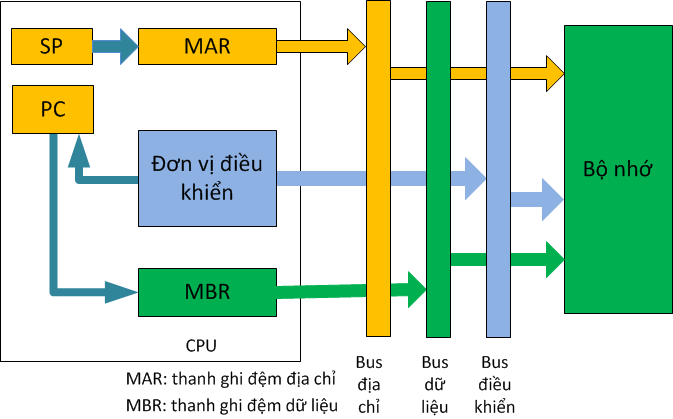 SP
MAR
PC
Đơn vị điều
khiển
Bộ nhớ
MBR
CPU
MAR: thanh ghi đệm địa chỉ
MBR: thanh ghi đệm dữ liệu
Bus
địa
chỉ
Bus
dữ
liệu
Bus
điều
khiển